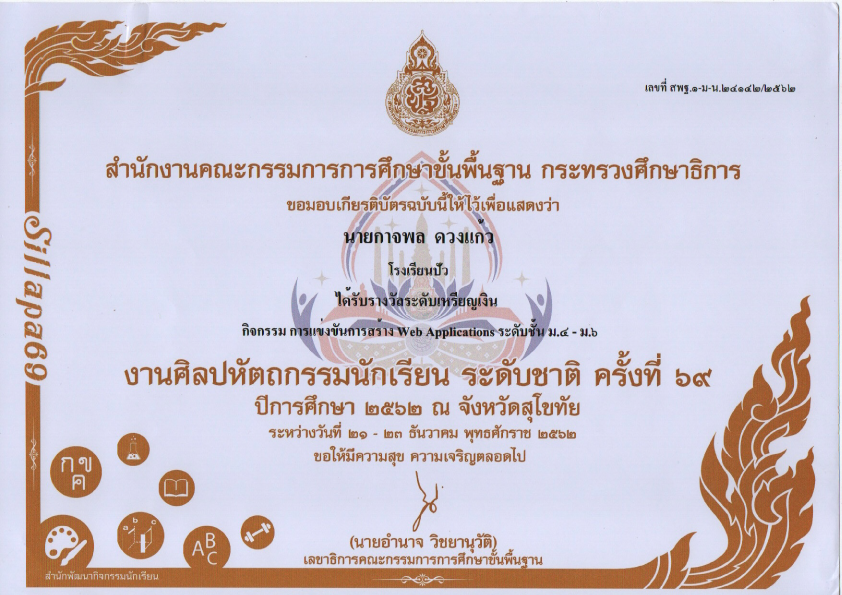 เลขที่ สพฐ.๑-ม-น.๒๔๑๔๒/๒๕๖๒
สำนักงานคณะกรรมการการศึกษาขั้นพื้นฐาน กระทรวงศึกษาธิการ
ขอมอบเกียรติบัตรฉบับนี้ให้ไว้เพื่อแสดงว่า
นายกาจพล ดวงแก้ว
โรงเรียนปัว
ได้รับรางวัลระดับเหรียญเงิน
กิจกรรม การแข่งขันการสร้าง Web Applications ระดับชั้น ม.๔ - ม.๖
งานศิลปหัตถกรรมนักเรียน ระดับชาติ ครั้งที่ ๖๙
ปีการศึกษา ๒๕๖๒ ณ จังหวัดสุโขทัย
ระหว่างวันที่ ๒๑ - ๒๓ ธันวาคม พุทธศักราช ๒๕๖๒
ขอให้มีความสุข ความเจริญตลอดไป
(นายอำนาจ วิชยานุวัติ)
เลขาธิการคณะกรรมการการศึกษาขั้นพื้นฐาน
Sillapa69
ก ข
ค
A B
C
สำนักพัฒนากิจกรรมนักเรียน